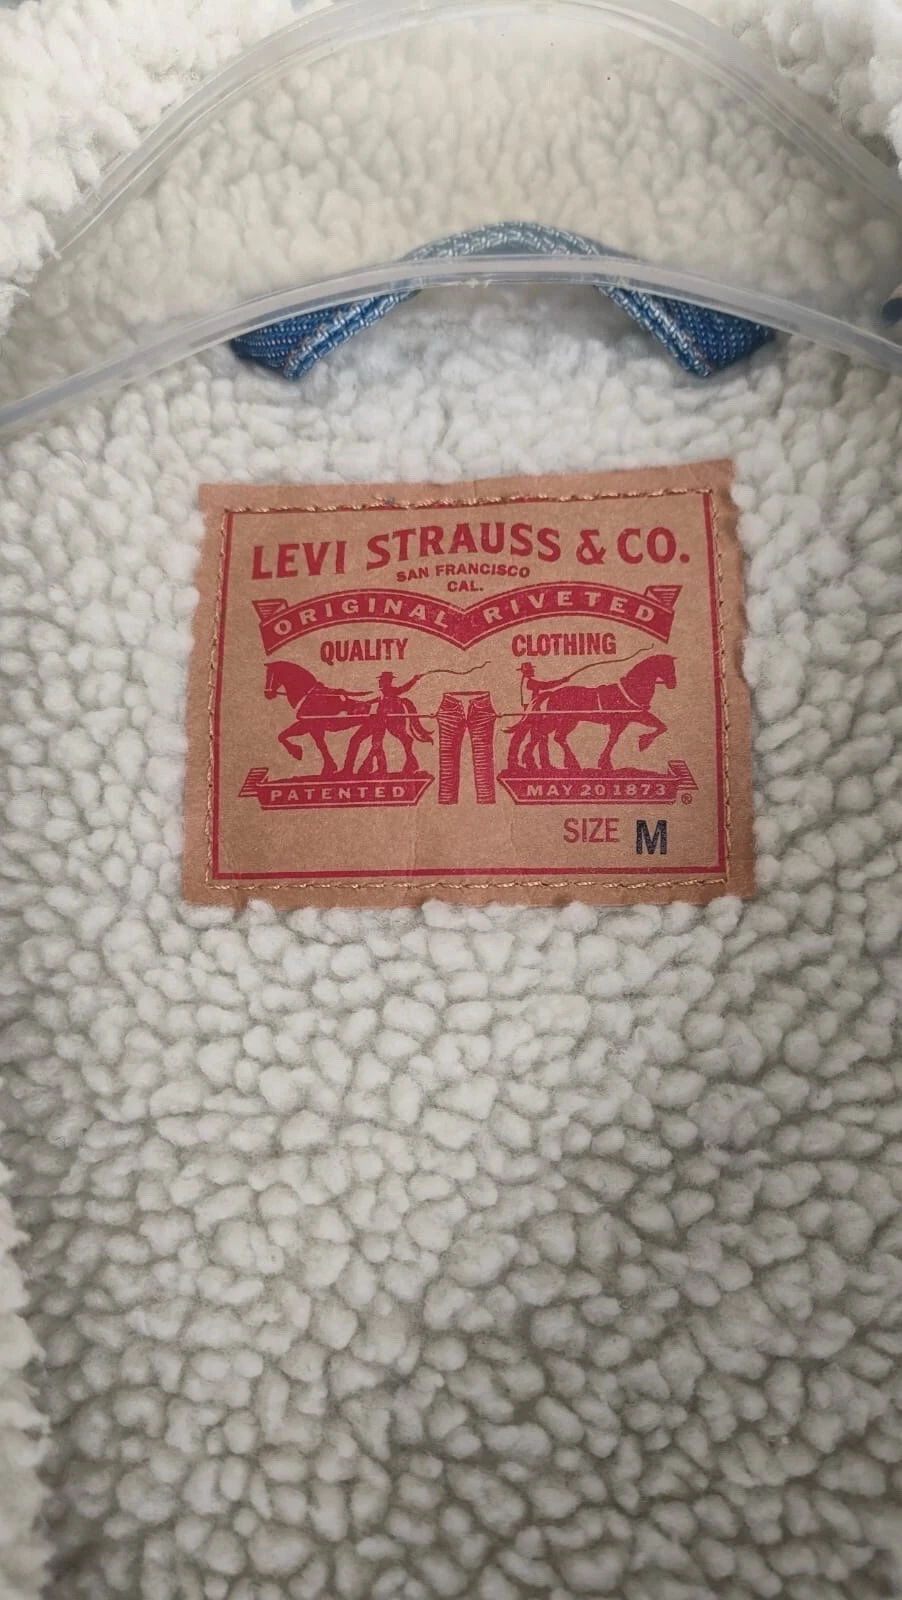 LEVI STRAUSS & CO.
SAN FRANCISCO
CAL.
ORIGINAL RIVETED
QUALITY CLOTHING
PATENTED MAY 20 1873 ®
SIZE M